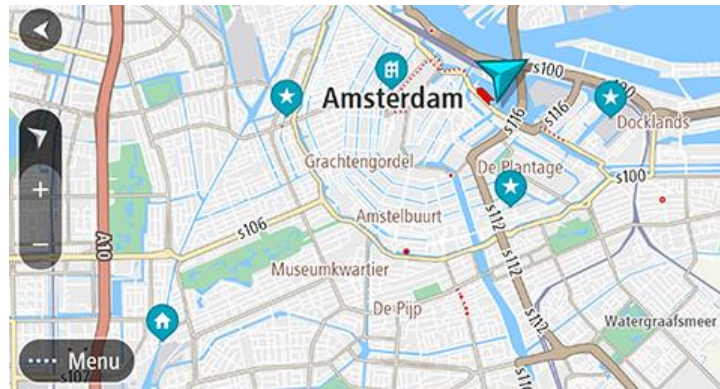 s100
Amsterdam
s100
s116
s116
Docklands
Grachtengordel
De Plantage
s100
s106
Amstelbuurt
s112
A10
s112
Museumkwartier
De Pijp
s112
Watergraafsmeer
Menu
s107